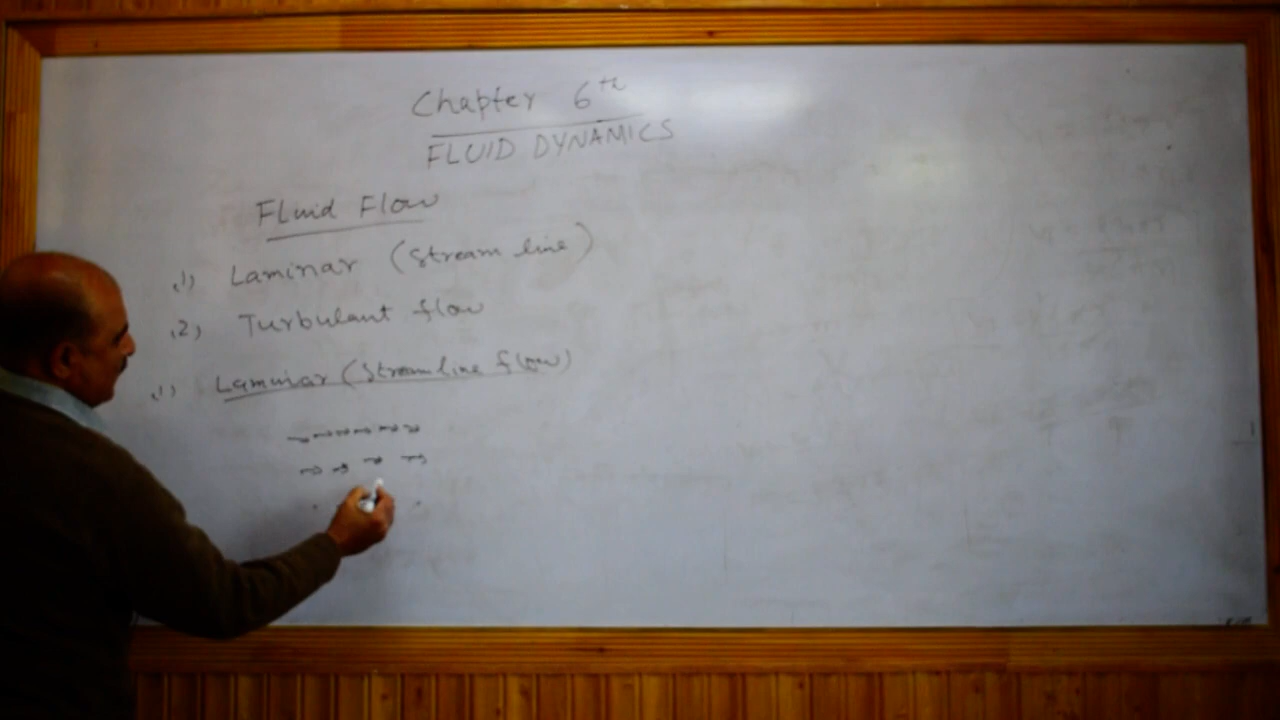 Chapter 6th
FLUID DYNAMICS
Fluid Flow
(1) Laminar (Stream line)
(2) Turbulant flow
(1) Laminar (Streamline flow)